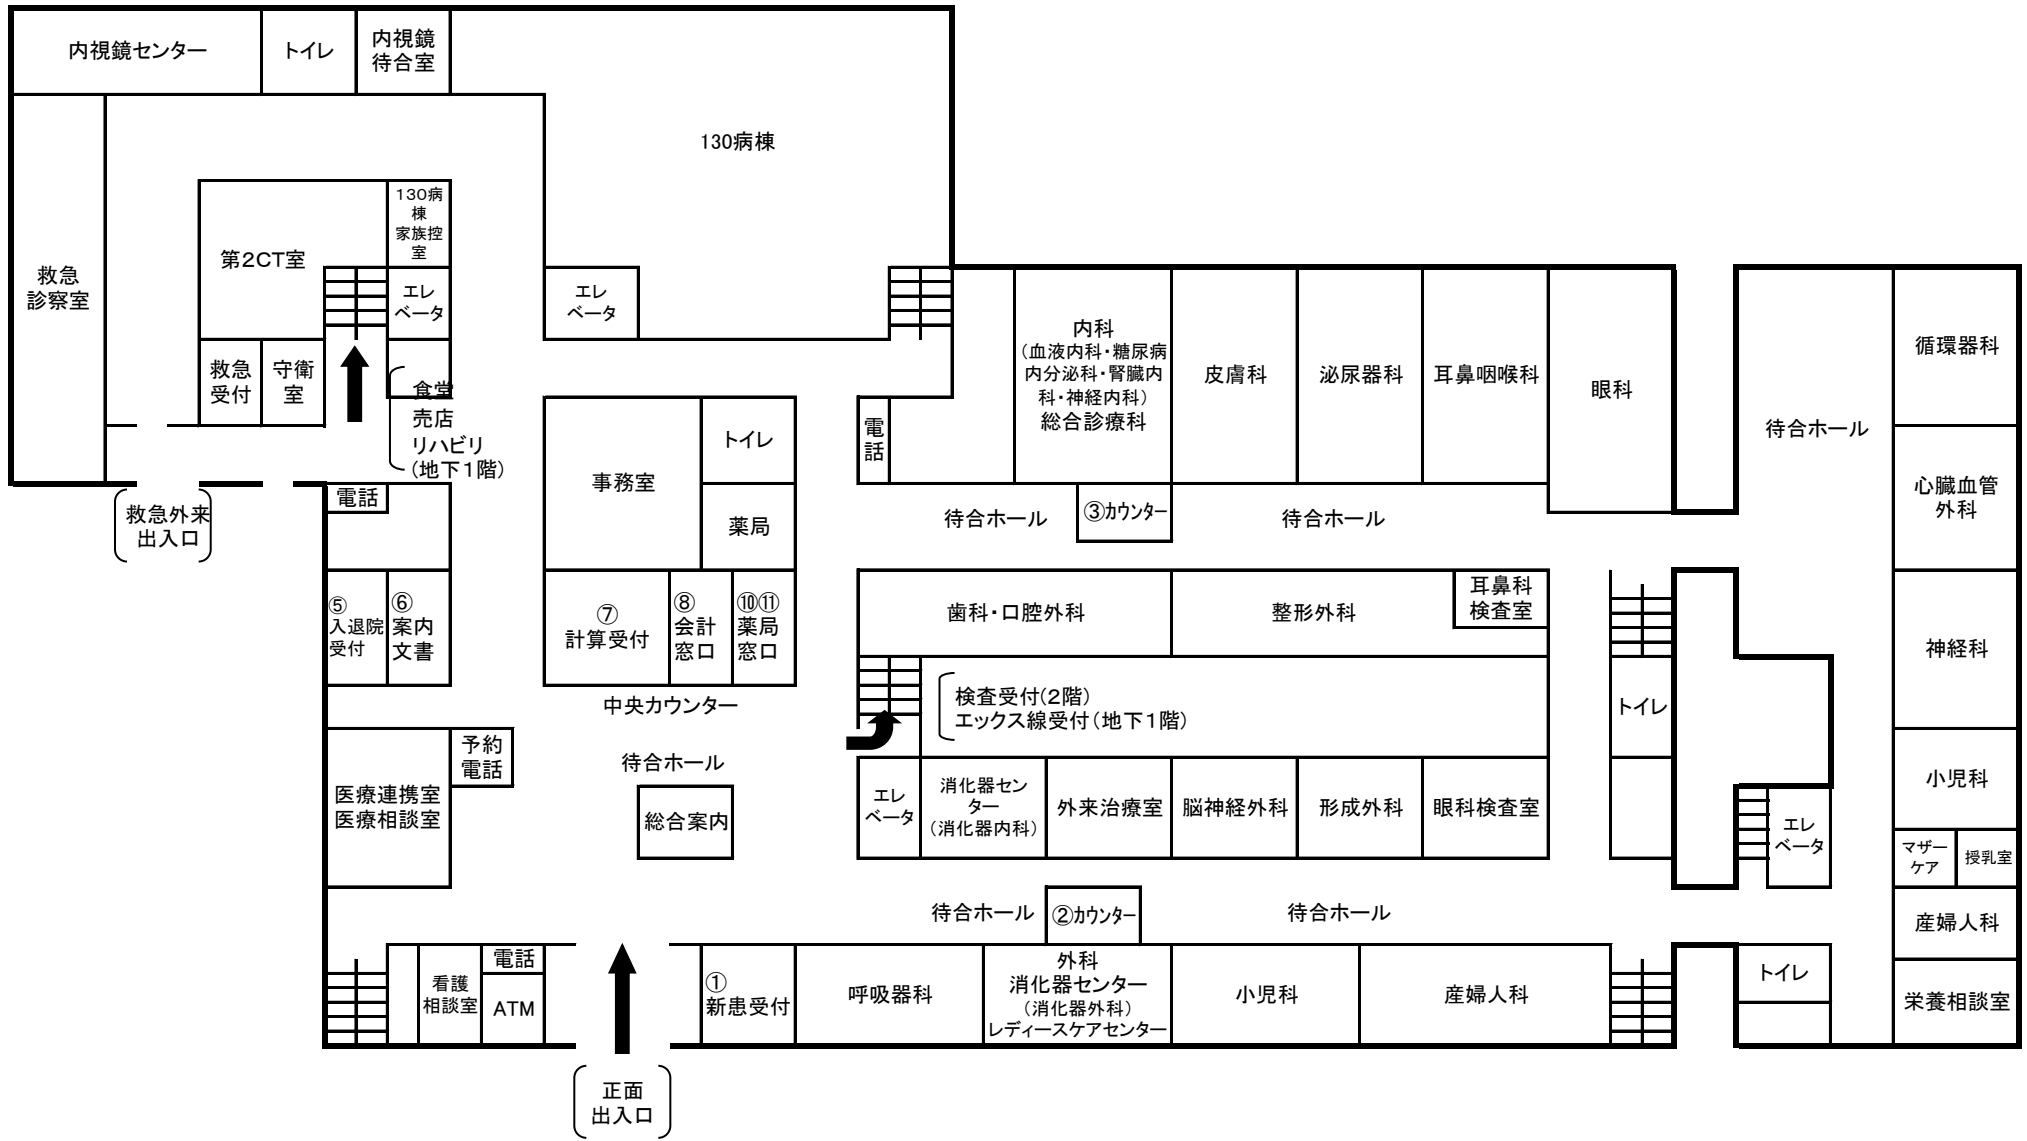 内視鏡センター
トイレ
内視鏡
待合室
130病棟
救急
診察室
第2CT室
130病
棟
家族控
室
エレ
ベータ
エレ
ベータ
救急
受付
守衛
室
食堂
売店
リハビリ
(地下1階)
救急外来
出入口
電話
事務室
トイレ
薬局
電話
内科
(血液内科・糖尿病
内分泌科・腎臓内
科・神経内科)
総合診療科
皮膚科
泌尿器科
耳鼻咽喉科
眼科
待合ホール
循環器科
心臓血管
外科
神経科
小児科
マザー
ケア
授乳室
産婦人科
栄養相談室
待合ホール
③カウンター
待合ホール
⑤
入退院
受付
⑥
案内
文書
⑦
計算受付
⑧
会計
窓口
⑩⑪
薬局
窓口
中央カウンター
歯科・口腔外科
整形外科
耳鼻科
検査室
検査受付(2階)
エックス線受付(地下1階)
トイレ
予約
電話
医療連携室
医療相談室
待合ホール
総合案内
エレ
ベータ
消化器セン
ター
(消化器内科)
外来治療室
脳神経外科
形成外科
眼科検査室
エレ
ベータ
待合ホール
②カウンター
待合ホール
看護
相談室
電話
ATM
①
新患受付
呼吸器科
外科
消化器センター
(消化器外科)
レディースケアセンター
小児科
産婦人科
トイレ
正面
出入口